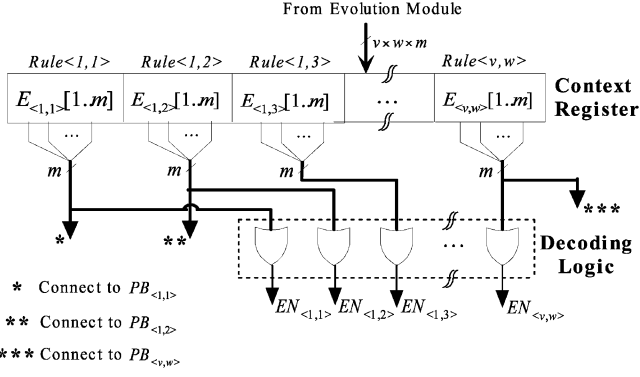 From Evolution Module
v×w×m
Rule<1,1> Rule<1,2> Rule<1,3> Rule<v,w>
E<1,1>[1..m] E<1,2>[1..m] E<1,3>[1..m] ... E<v,w>[1..m]
Context
Register
... ... ... ...
m m m
* ** ***
... Decoding
Logic
EN<1,1> EN<1,2> EN<1,3> EN<v,w>
* Connect to PB<1,1>
** Connect to PB<1,2>
*** Connect to PB<v,w>